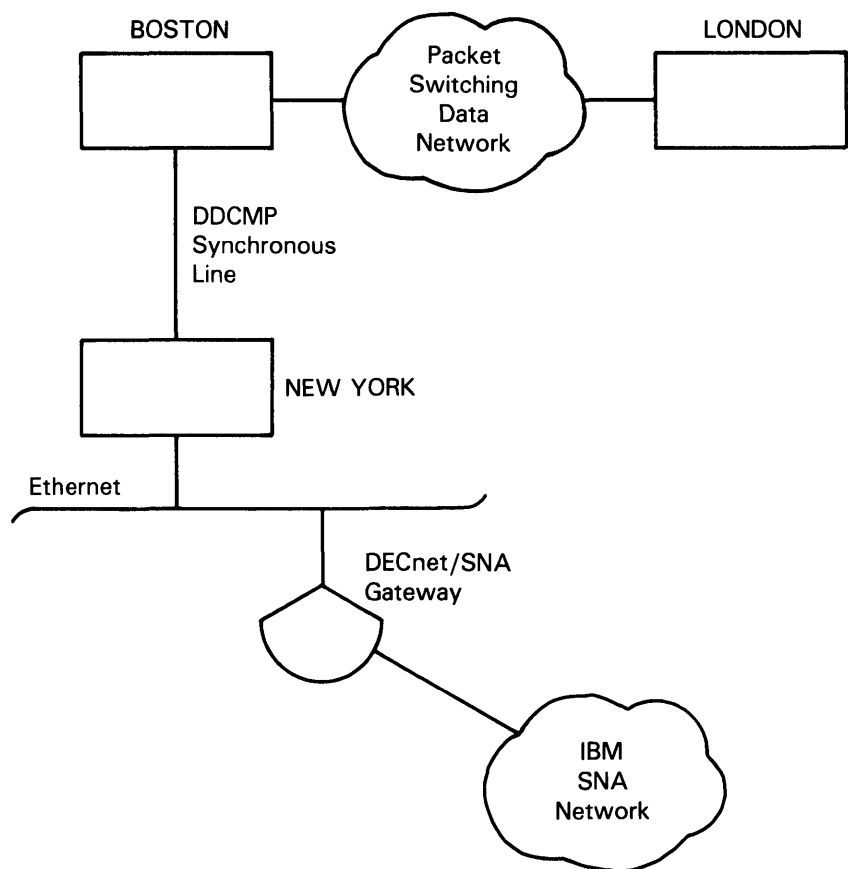 BOSTON
LONDON
Packet
Switching
Data
Network
DDCMP
Synchronous
Line
NEW YORK
Ethernet
DECnet/SNA
Gateway
IBM
SNA
Network